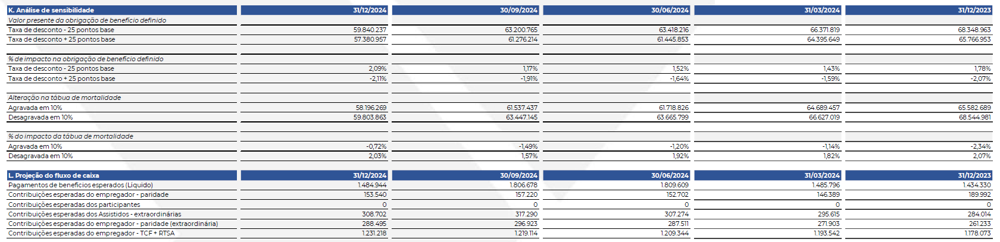 K. Análise de sensibilidade 31/12/2024 30/09/2024 30/06/2024 31/03/2024 31/12/2023
Valor presente da obrigação de benefício definido
Taxa de desconto - 25 pontos base 59.840.237 63.200.765 63.418.216 66.371.819 68.348.963
Taxa de desconto + 25 pontos base 57.380.957 61.276.214 61.445.853 64.395.649 65.766.953
% de impacto na obrigação de benefício definido
Taxa de desconto - 25 pontos base 2,09% 1,17% 1,52% 1,43% 1,78%
Taxa de desconto + 25 pontos base -2,11% -1,91% -1,64% -1,59% -2,07%
Alteração na tábua de mortalidade
Agravada em 10% 58.196.269 61.537.437 61.718.826 64.689.457 65.582.689
Desagravada em 10% 59.803.863 63.447.145 63.665.799 66.627.019 68.544.981
% do impacto da tábua de mortalidade
Agravada em 10% -0,72% -1,49% -1,20% -1,14% -2,34%
Desagravada em 10% 2,03% 1,57% 1,92% 1,82% 2,07%
L. Projeção do fluxo de caixa 31/12/2024 30/09/2024 30/06/2024 31/03/2024 31/12/2023
Pagamentos de benefícios esperados (Líquido) 1.484.944 1.806.678 1.809.609 1.485.796 1.434.330
Contribuições esperadas do empregador - paridade 153.540 157.220 152.702 146.389 189.992
Contribuições esperadas dos participantes 0 0 0 0 0
Contribuições esperadas dos Assistidos - extraordinárias 308.702 317.290 307.274 295.615 284.014
Contribuições esperadas do empregador - paridade (extraordinária) 288.495 296.923 287.511 271.903 261.233
Contribuições esperadas do empregador - TCF + RTSA 1.231.218 1.219.114 1.209.344 1.193.542 1.178.073